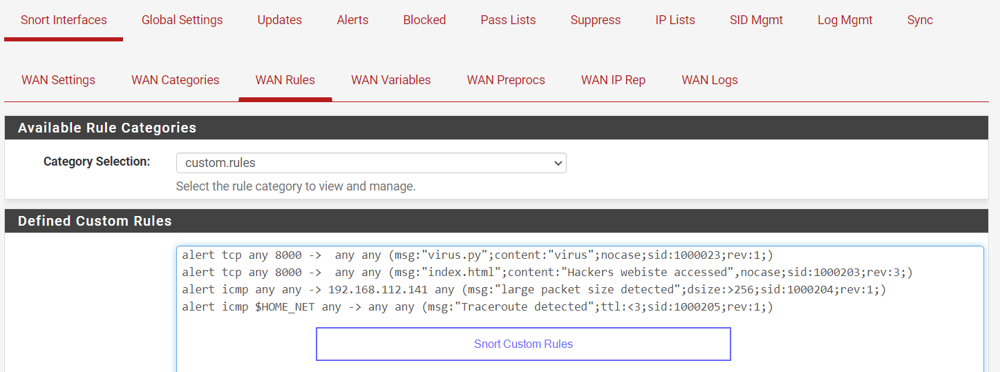 Snort Interfaces Global Settings Updates Alerts Blocked Pass Lists Suppress IP Lists SID Mgmt Log Mgmt Sync
WAN Settings WAN Categories WAN Rules WAN Variables WAN Preprocs WAN IP Rep WAN Logs
Available Rule Categories
Category Selection: custom.rules
Select the rule category to view and manage.
Defined Custom Rules
alert tcp any 8000 ->  any any (msg:"virus.py";content:"virus";nocase;sid:1000023;rev:1;)
alert tcp any 8000 ->  any any (msg:"index.html";content:"Hackers webiste accessed",nocase;sid:1000203;rev:3;)
alert icmp any any -> 192.168.112.141 any (msg:"large packet size detected";dsize:>256;sid:1000204;rev:1;)
alert icmp $HOME_NET any -> any any (msg:"Traceroute detected";ttl:<3;sid:1000205;rev:1;)
Snort Custom Rules